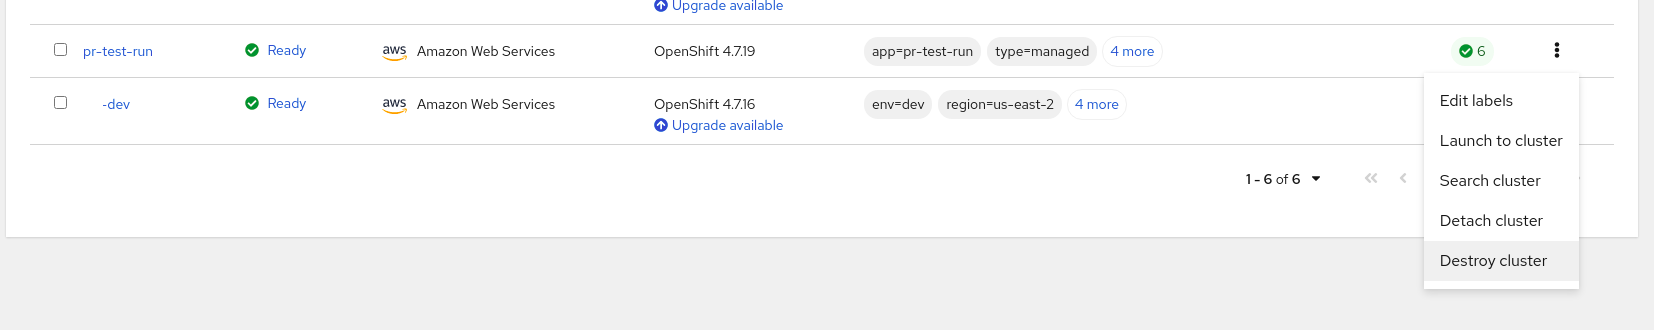 Upgrade available
pr-test-run Ready aws Amazon Web Services OpenShift 4.7.19 app=pr-test-run type=managed 4 more 6
-dev Ready aws Amazon Web Services OpenShift 4.7.16 env=dev region=us-east-2 4 more
Upgrade available
1 - 6 of 6
Edit labels
Launch to cluster
Search cluster
Detach cluster
Destroy cluster